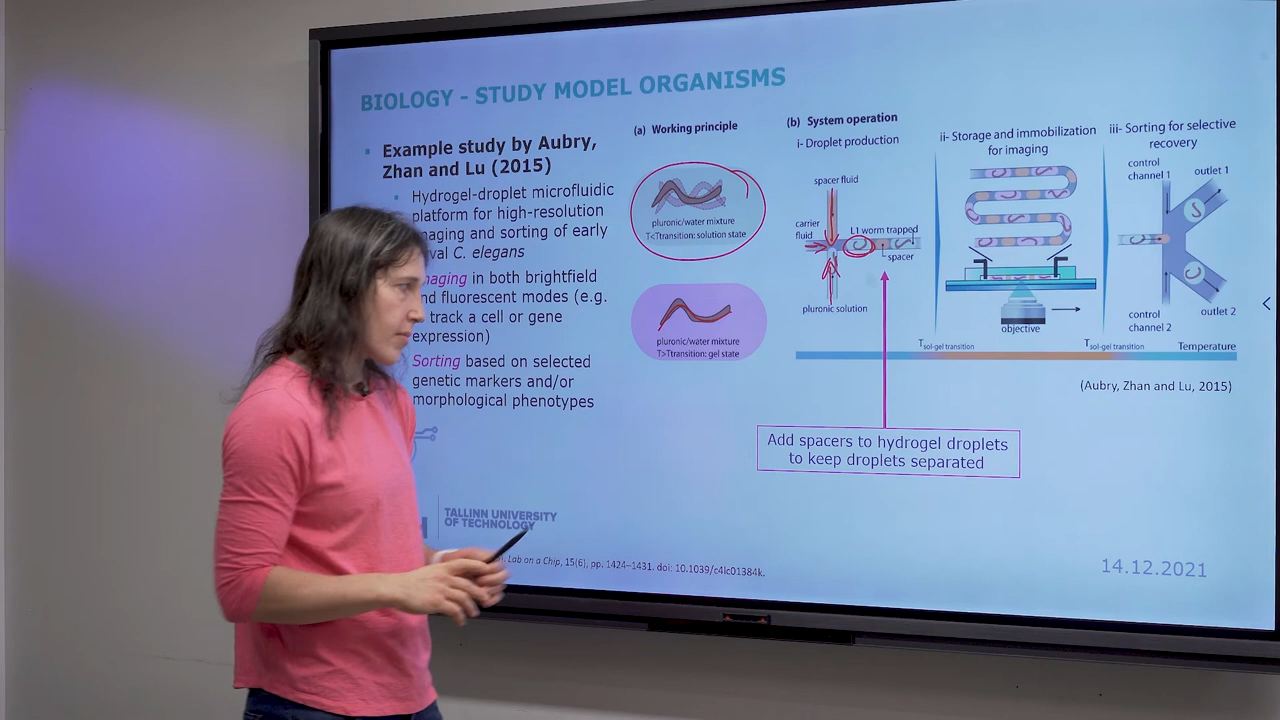 BIOLOGY - STUDY MODEL ORGANISMS
Example study by Aubry,
Zhan and Lu (2015)
Hydrogel-droplet microfluidic
platform for high-resolution
and sorting of early
C. elegans
in both brightfield
fluorescent modes (e.g.
track a cell or gene
expression)
Sorting based on selected
genetic markers and/or
morphological phenotypes
(a) Working principle
pluronic/water mixture
T<Ttransition: solution state
pluronic/water mixture
T>Ttransition: gel state
(b) System operation
i- Droplet production
spacer fluid
carrier
fluid
L1 worm trapped
spacer
pluronic solution
ii- Storage and immobilization
for imaging
objective
iii- Sorting for selective
recovery
control
channel 1
outlet 1
control
channel 2
outlet 2
Tsol-gel transition
Tsol-gel transition
Temperature
(Aubry, Zhan and Lu, 2015)
Add spacers to hydrogel droplets
to keep droplets separated
TALLINN UNIVERSITY
OF TECHNOLOGY
Lab on a Chip, 15(6), pp. 1424–1431. doi: 10.1039/c4lc01384k.
14.12.2021